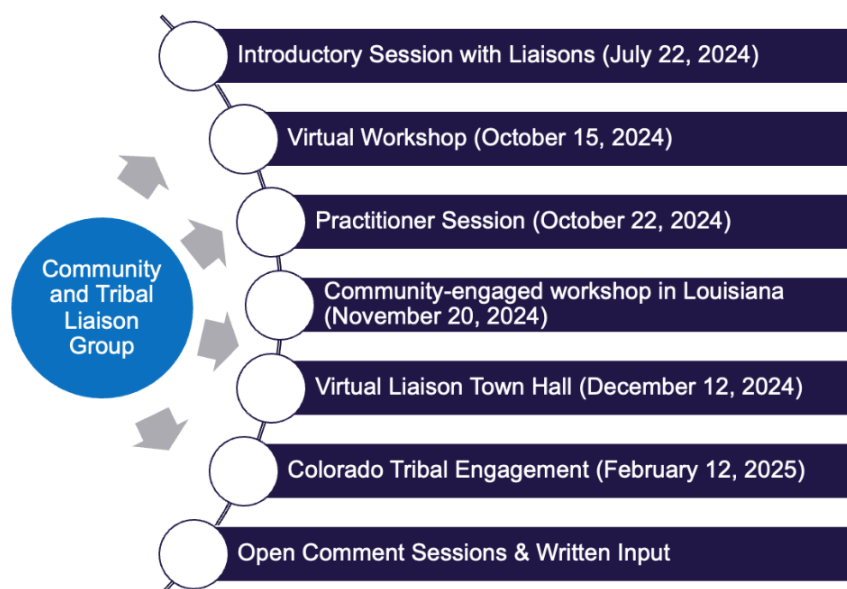 Introductory Session with Liaisons (July 22, 2024)
Virtual Workshop (October 15, 2024)
Practitioner Session (October 22, 2024)
Community
and Tribal
Liaison
Group
Community-engaged workshop in Louisiana
(November 20, 2024)
Virtual Liaison Town Hall (December 12, 2024)
Colorado Tribal Engagement (February 12, 2025)
Open Comment Sessions & Written Input